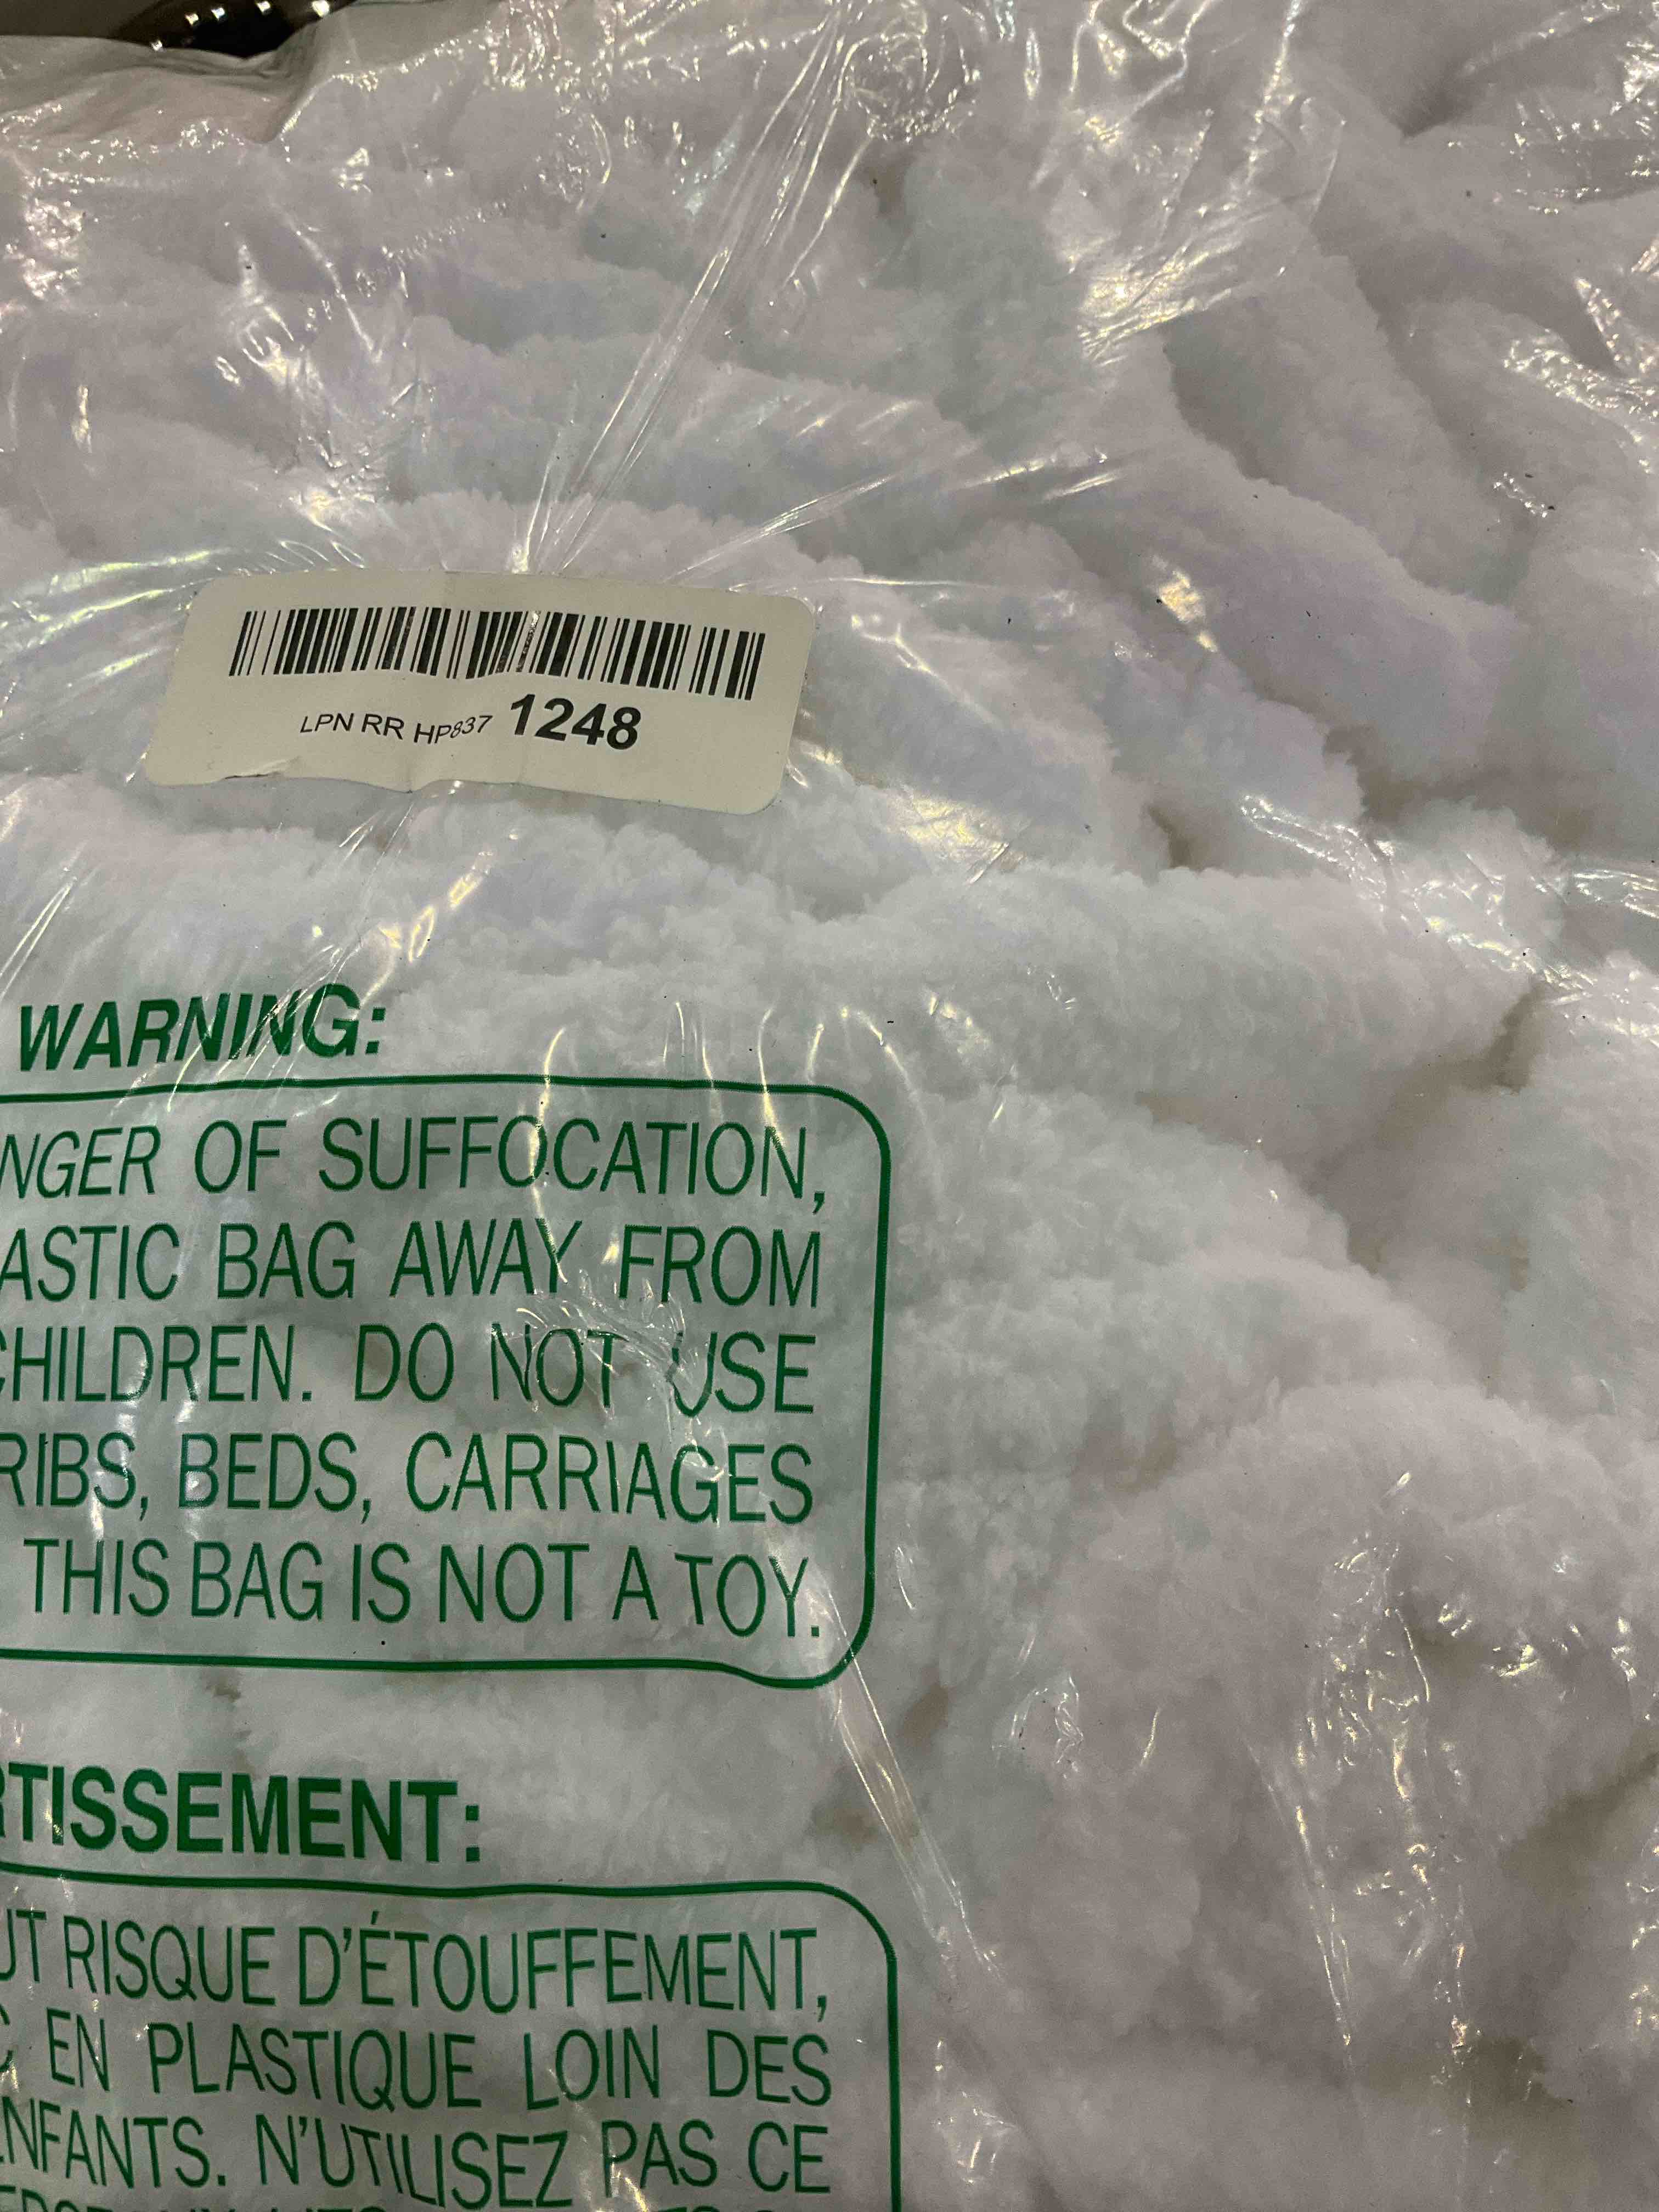 LPN RR HP837 1248
WARNING:
NGER OF SUFFOCATION,
ASTIC BAG AWAY FROM
CHILDREN. DO NOT USE
RIBS, BEDS, CARRIAGES
THIS BAG IS NOT A TOY.
RTISSEMENT:
UT RISQUE D'ÉTOUFFEMENT,
EN PLASTIQUE LOIN DES
ENFANTS. N'UTILISEZ PAS CE